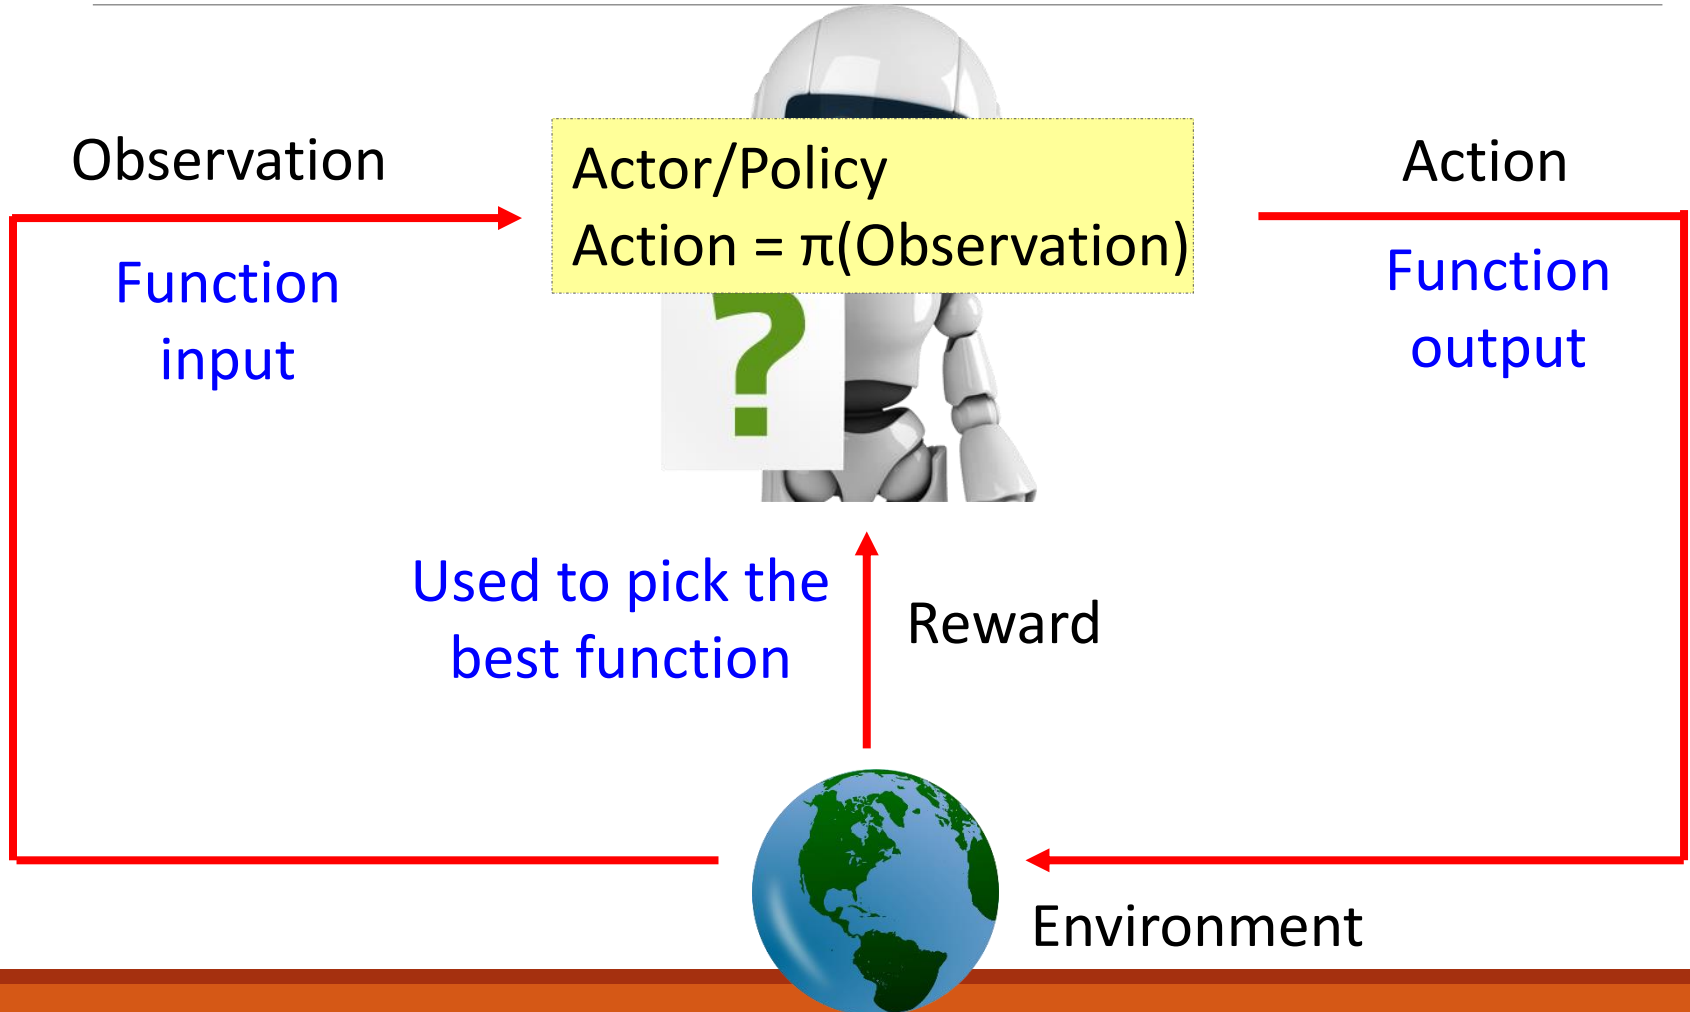 Observation
Function
input
Actor/Policy
Action = π(Observation)
?
Action
Function
output
Used to pick the
best function
Reward
Environment